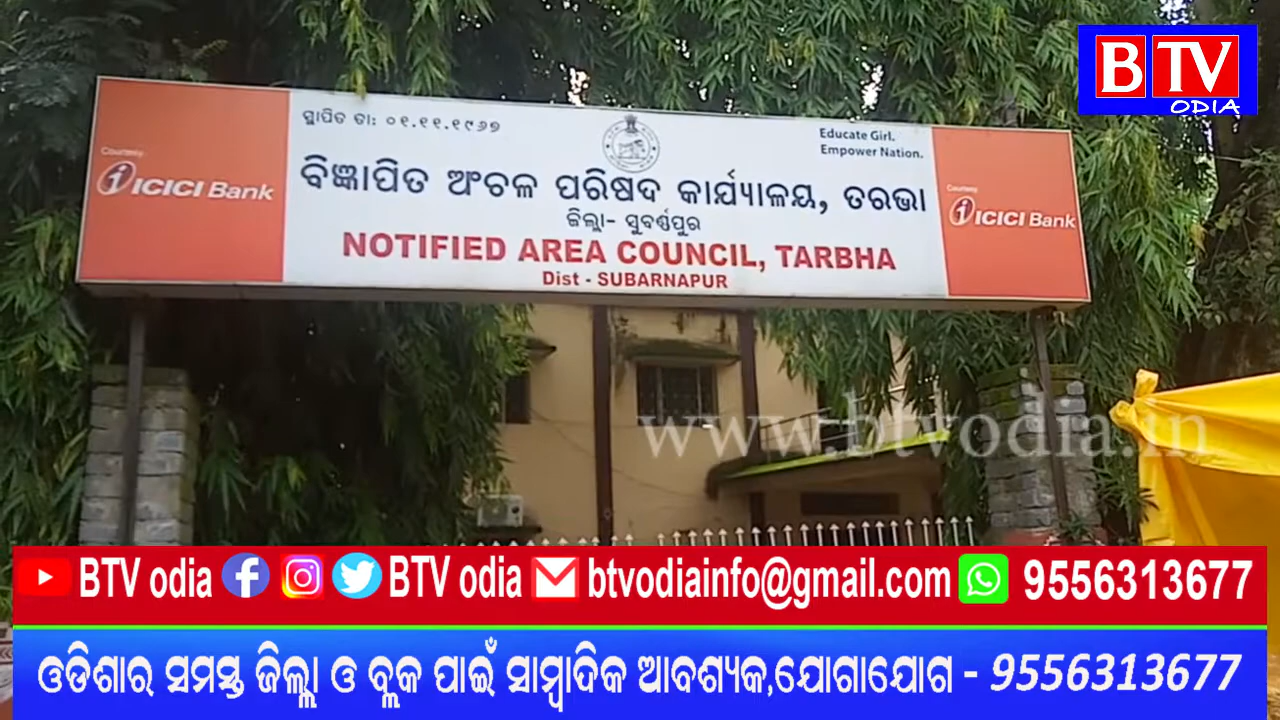 BTV
ODIA
ସ୍ଥାପିତ ତା: ୦୧.୧୧.୧୯୬୭
Educate Girl.
Empower Nation.
Courtesy
ICICI Bank
ବିଜ୍ଞାପିତ ଅଂଚଳ ପରିଷଦ କାର୍ଯ୍ୟାଳୟ, ତରଭା
Courtesy
ICICI Bank
ଜିଲ୍ଲା- ସୁବର୍ଣ୍ଣପୁର
NOTIFIED AREA COUNCIL, TARBHA
Dist - SUBARNAPUR
www.btvodia.in
BTV odia BTV odia btvodiainfo@gmail.com 9556313677
ଓଡିଶାର ସମସ୍ତ ଜିଲ୍ଲା ଓ ବ୍ଲକ ପାଇଁ ସାମ୍ବାଦିକ ଆବଶ୍ୟକ,ଯୋଗାଯୋଗ - 9556313677